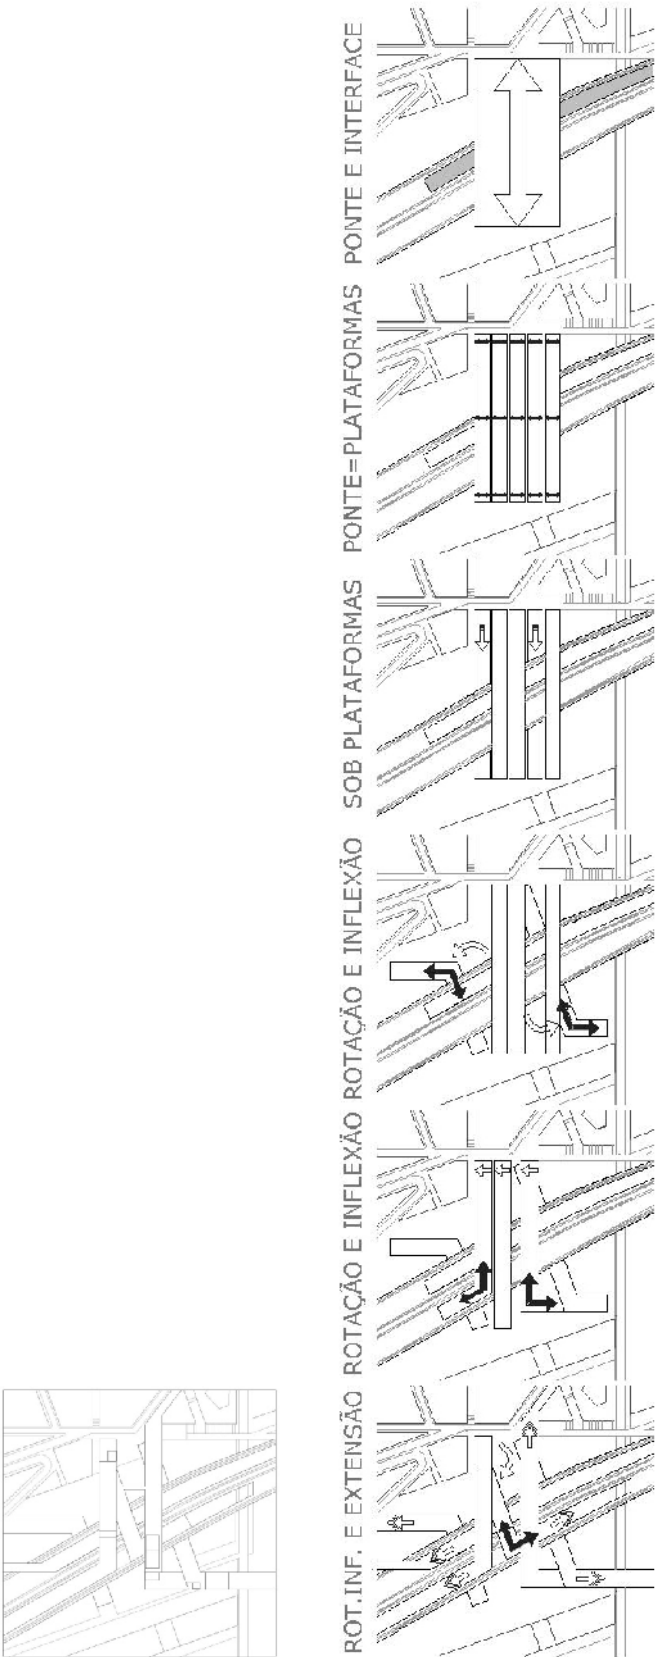 PONTE E INTERFACE
PONTE=PLATAFORMAS
SOB PLATAFORMAS
ROTAÇÃO E INFLEXÃO
ROTAÇÃO E INFLEXÃO
ROT.INF. E EXTENSÃO